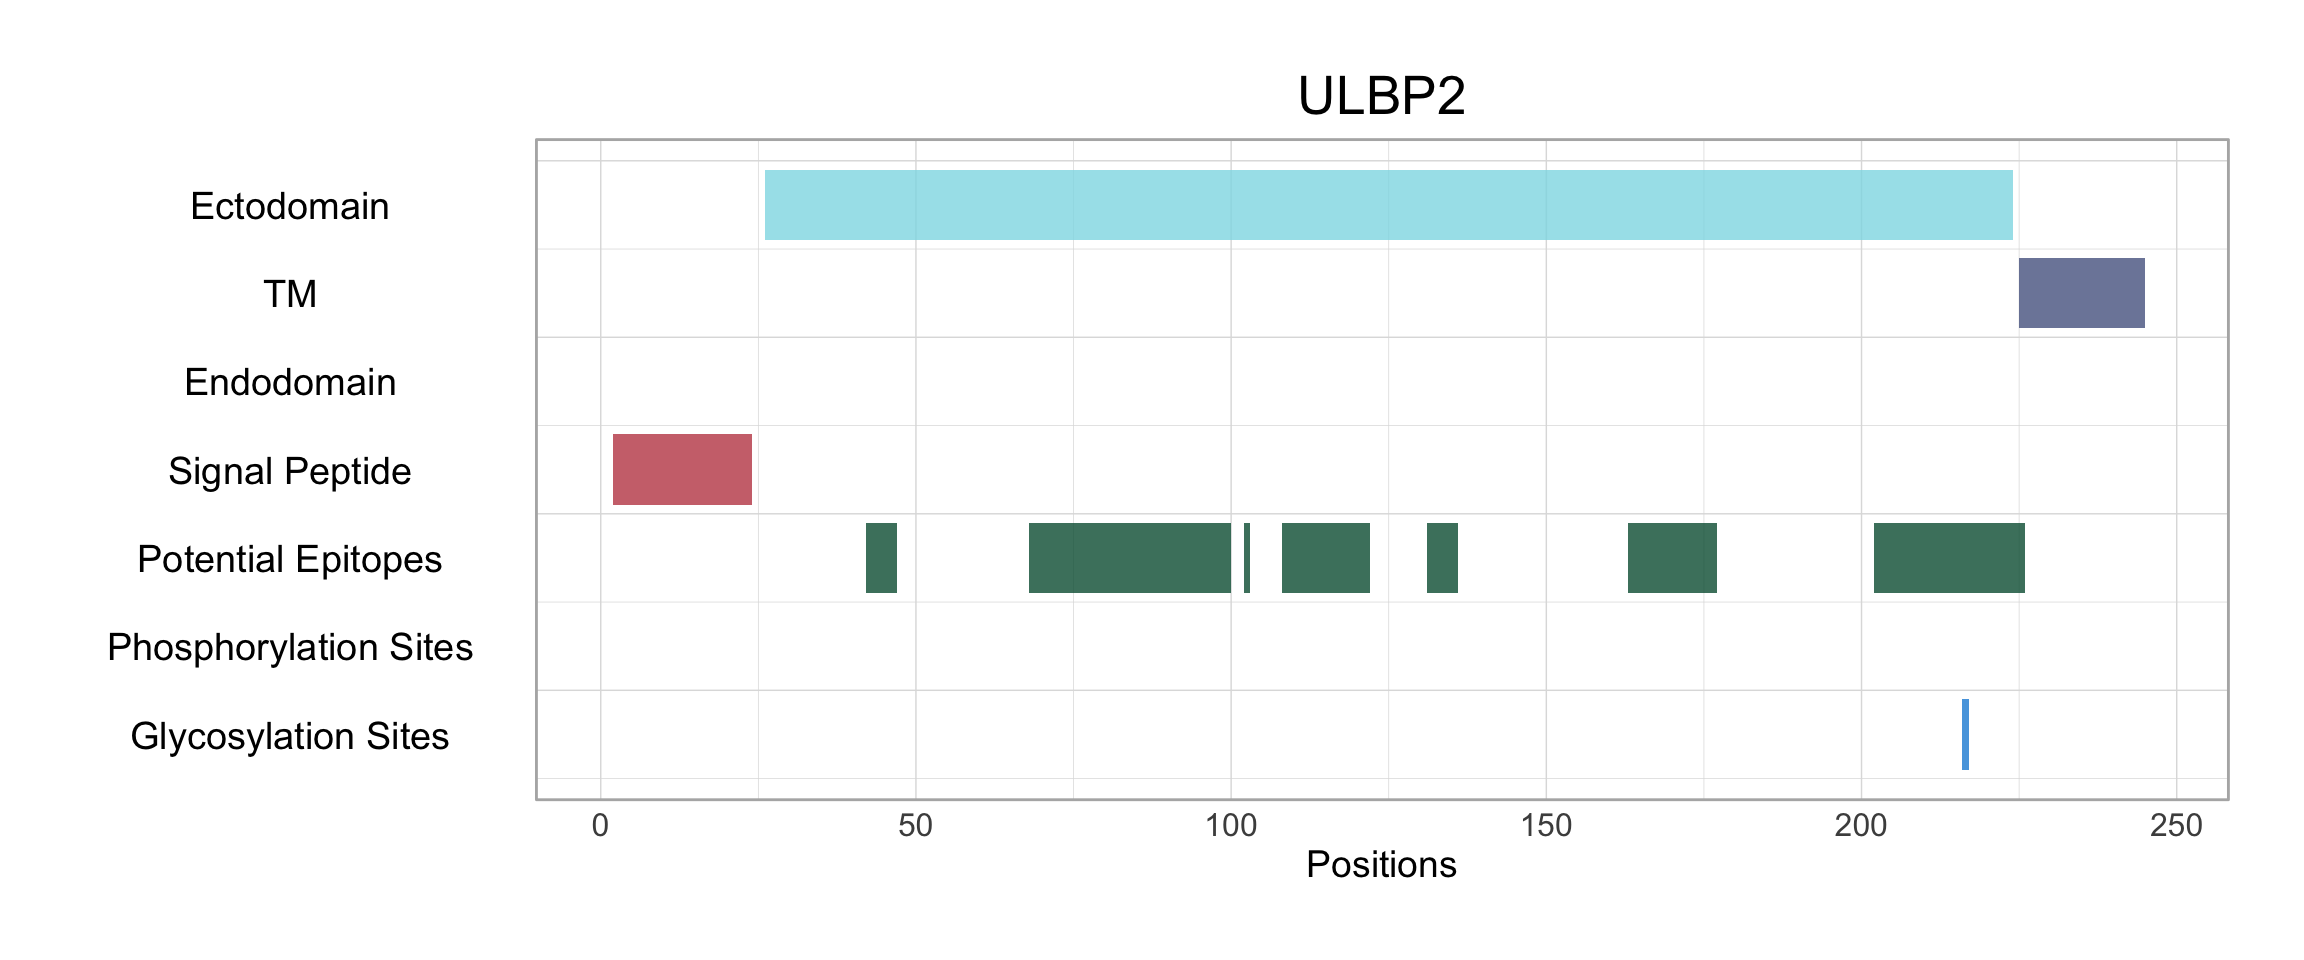 ULBP2
Ectodomain
TM
Endodomain
Signal Peptide
Potential Epitopes
Phosphorylation Sites
Glycosylation Sites
0 50 100 150 200 250
Positions